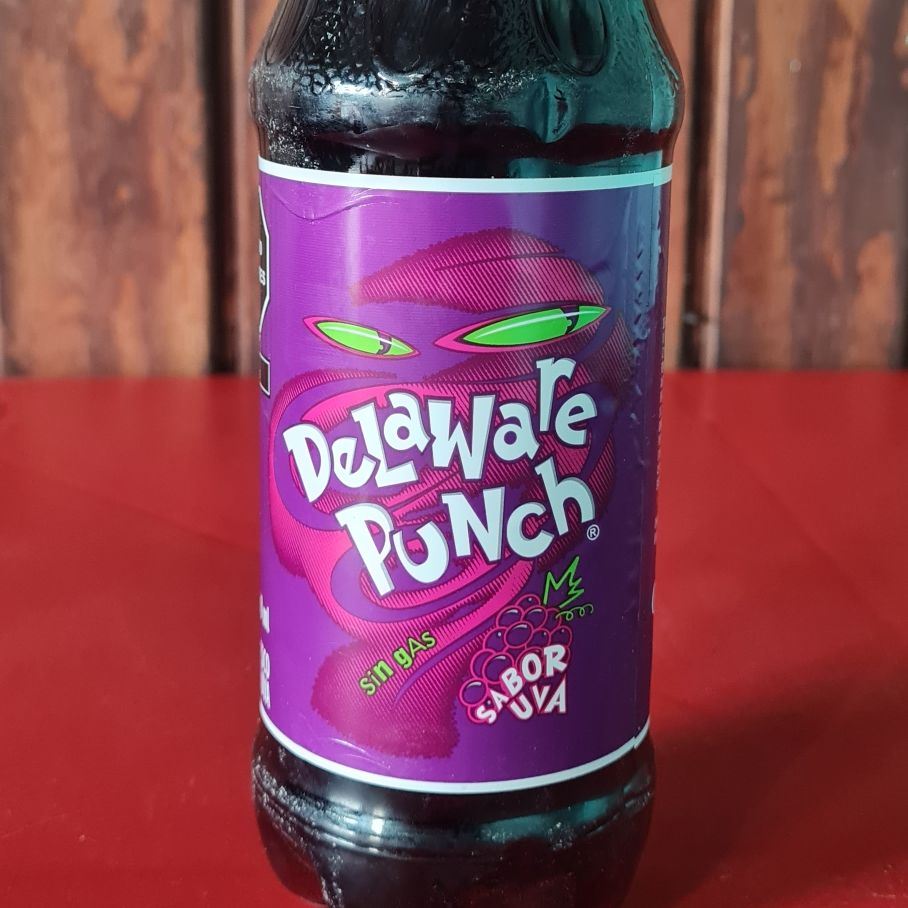 DeLaware
PuNch®
sin gAs
SABOR
UVA